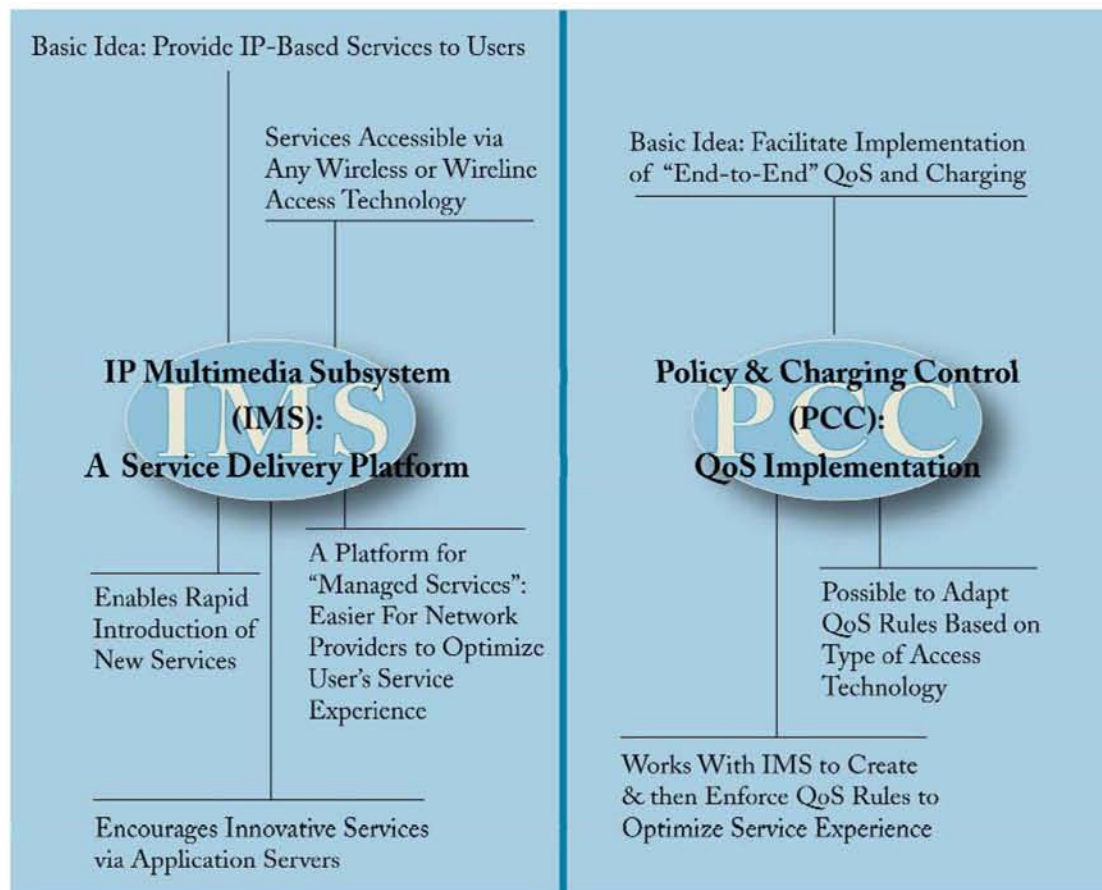 Basic Idea: Provide IP-Based Services to Users
Services Accessible via
Any Wireless or Wireline
Access Technology
IMS
IP Multimedia Subsystem
(IMS):
A Service Delivery Platform
Enables Rapid
Introduction of
New Services
A Platform for
“Managed Services”:
Easier For Network
Providers to Optimize
User’s Service
Experience
Encourages Innovative Services
via Application Servers
Basic Idea: Facilitate Implementation
of “End-to-End” QoS and Charging
PCC
Policy & Charging Control
(PCC):
QoS Implementation
Possible to Adapt
QoS Rules Based on
Type of Access
Technology
Works With IMS to Create
& then Enforce QoS Rules to
Optimize Service Experience